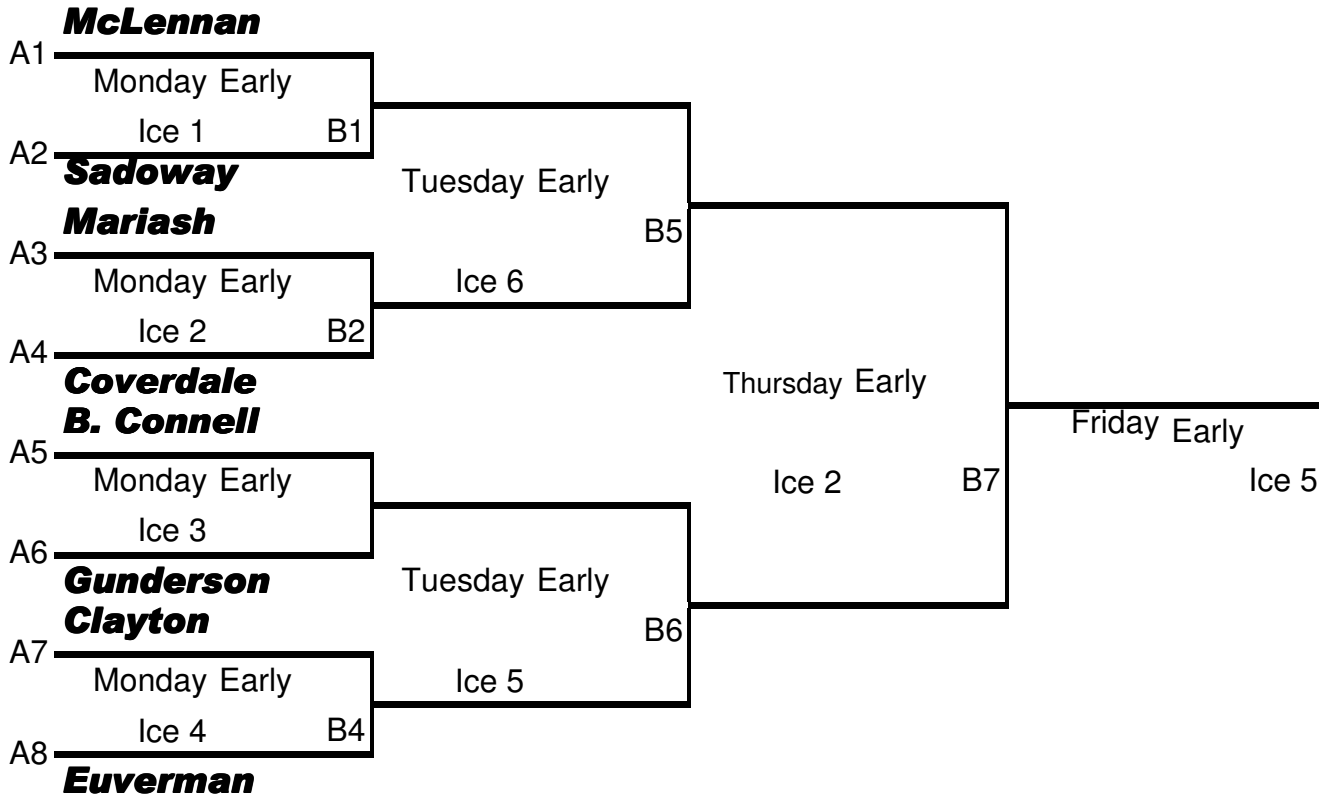 McLennan
A1
Monday Early
Ice 1 B1
A2
Sadoway
Tuesday Early
Mariash
B5
A3
Monday Early
Ice 6
Ice 2 B2
A4
Coverdale
Thursday Early
B. Connell
Friday Early
A5
Monday Early
Ice 2 B7
Ice 5
Ice 3
A6
Gunderson
Tuesday Early
Clayton
B6
A7
Monday Early
Ice 5
Ice 4 B4
A8
Euverman